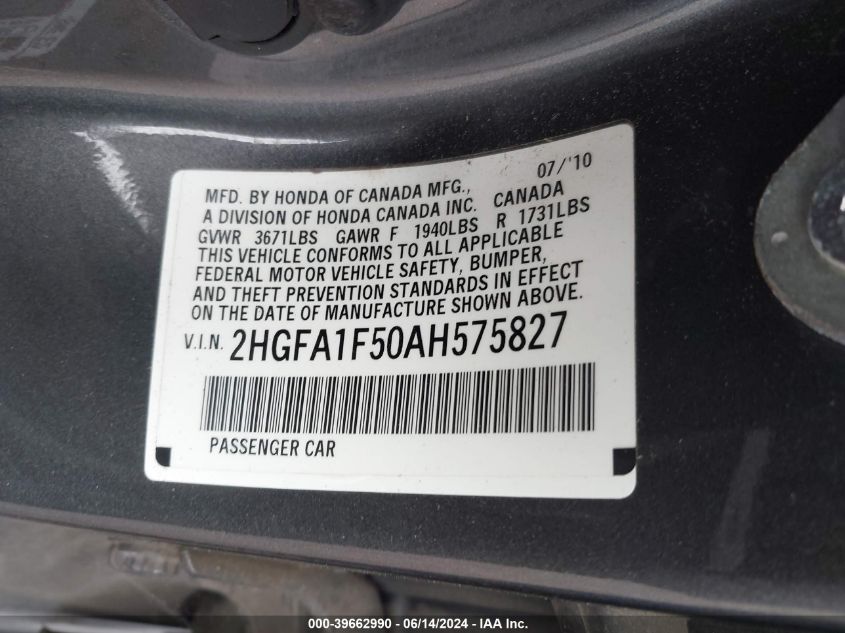 07/'10
MFD. BY HONDA OF CANADA MFG.,
A DIVISION OF HONDA CANADA INC. CANADA
GVWR 3671LBS GAWR F 1940LBS R 1731LBS
THIS VEHICLE CONFORMS TO ALL APPLICABLE
FEDERAL MOTOR VEHICLE SAFETY, BUMPER,
AND THEFT PREVENTION STANDARDS IN EFFECT
ON THE DATE OF MANUFACTURE SHOWN ABOVE.
V.I.N. 2HGFA1F50AH575827
PASSENGER CAR
000-39662990 - 06/14/2024 - IAA Inc.